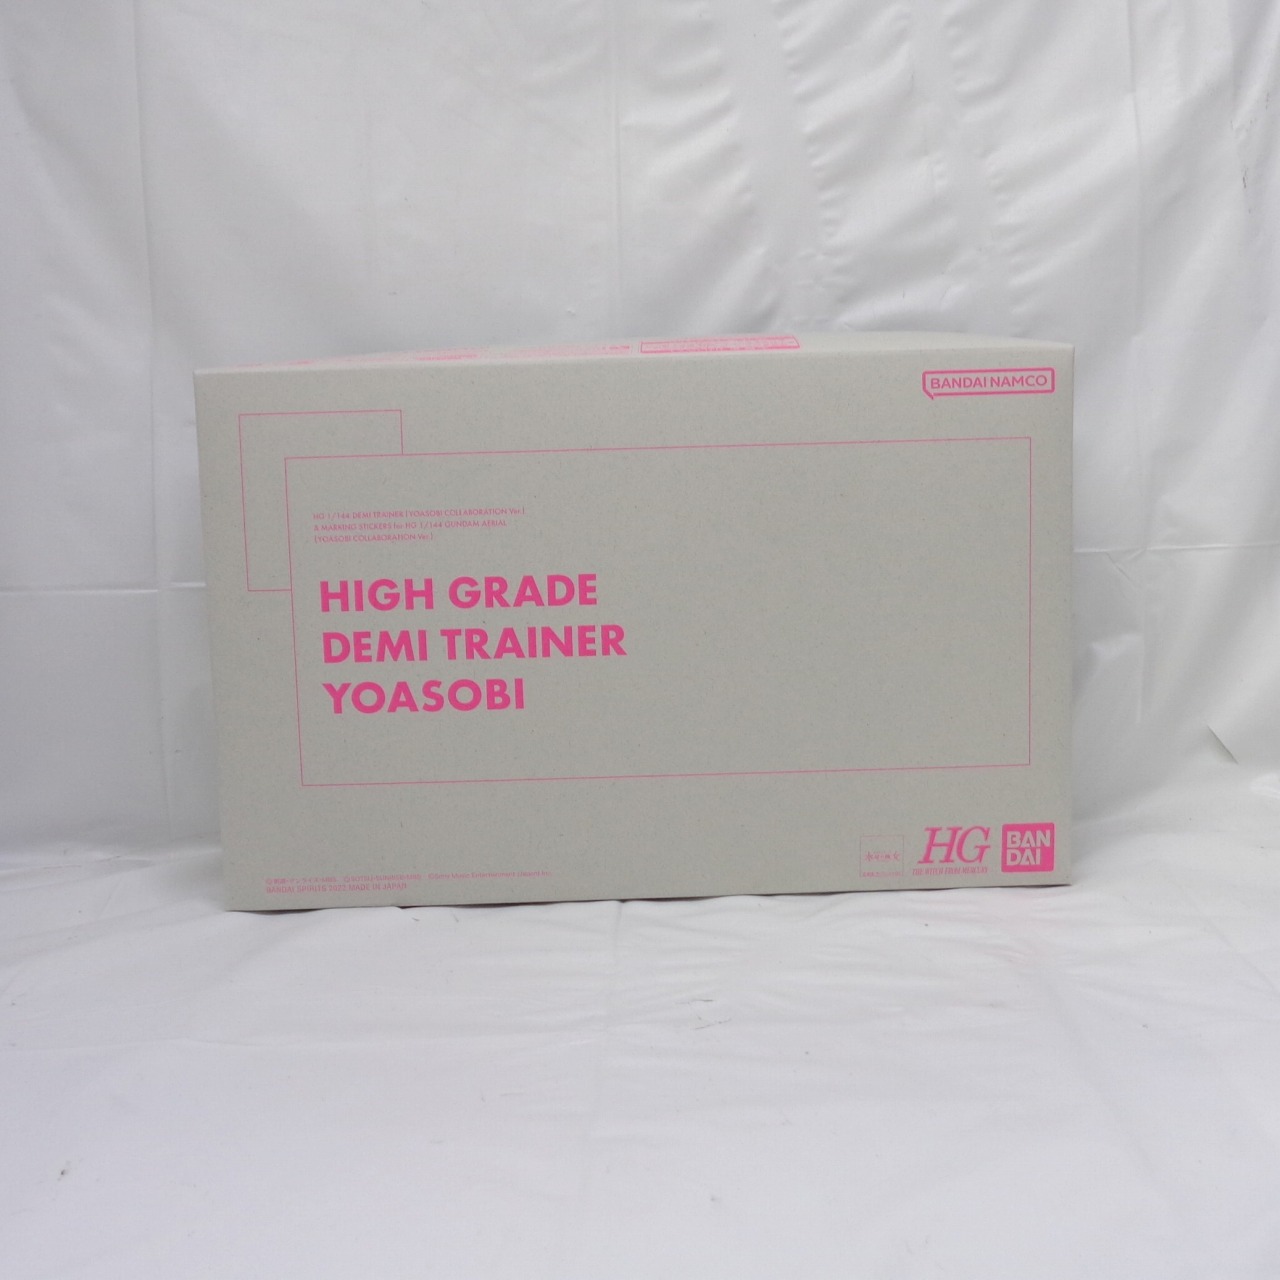 BANDAI NAMCO
HG 1/144 DEMI TRAINER [YOASOBI COLLABORATION Ver.]
& MARKING STICKERS for HG 1/144 GUNDAM AERIAL
[YOASOBI COLLABORATION Ver.]
HIGH GRADE
DEMI TRAINER
YOASOBI
HG
THE WITCH FROM MERCURY
BAN
DAI
BANDAI SPIRITS 2022 MADE IN JAPAN